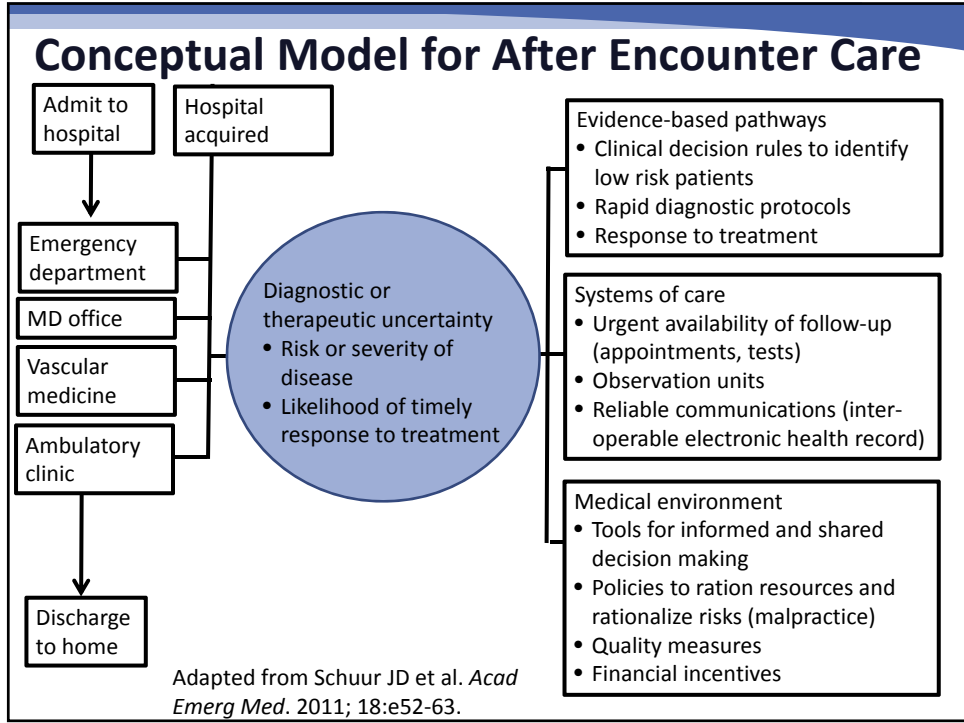 Conceptual Model for After Encounter Care
Admit to
hospital
Hospital
acquired
Emergency
department
MD office
Vascular
medicine
Ambulatory
clinic
Discharge
to home
Diagnostic or
therapeutic uncertainty
• Risk or severity of
disease
• Likelihood of timely
response to treatment
Evidence-based pathways
• Clinical decision rules to identify
low risk patients
• Rapid diagnostic protocols
• Response to treatment
Systems of care
• Urgent availability of follow-up
(appointments, tests)
• Observation units
• Reliable communications (inter-
operable electronic health record)
Medical environment
• Tools for informed and shared
decision making
• Policies to ration resources and
rationalize risks (malpractice)
• Quality measures
• Financial incentives
Adapted from Schuur JD et al. Acad
Emerg Med. 2011; 18:e52-63.